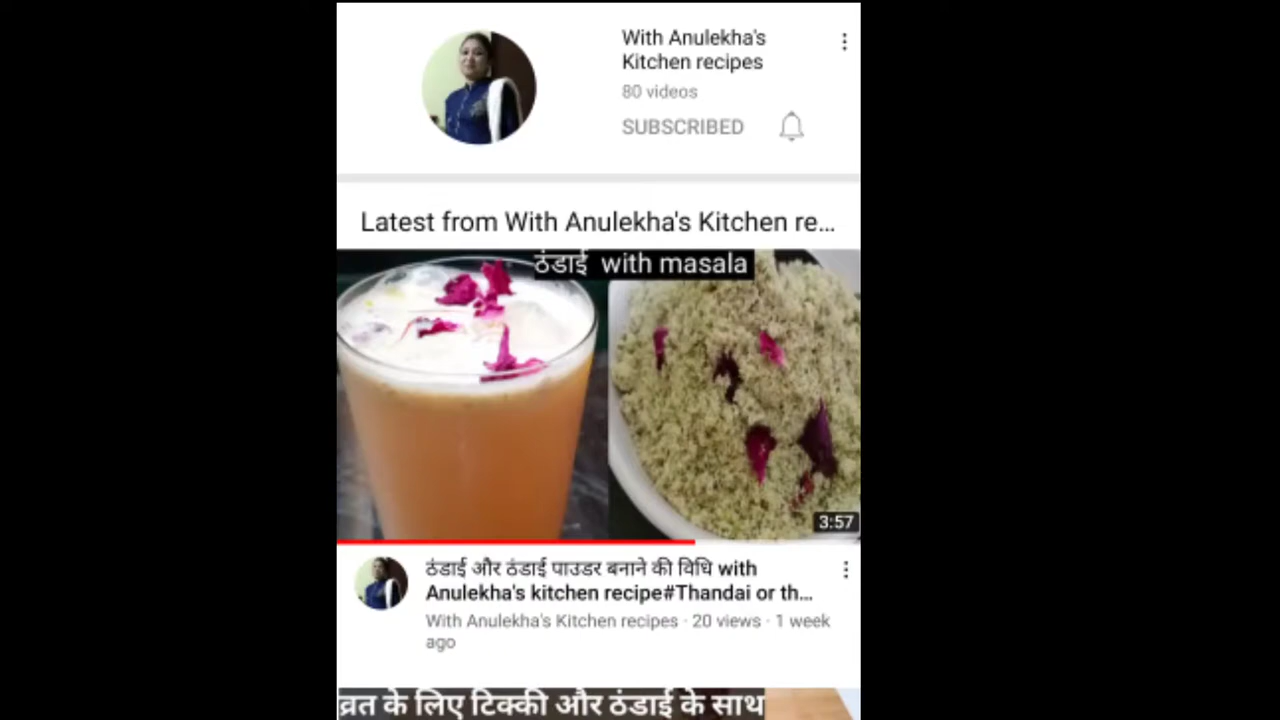 With Anulekha's
Kitchen recipes
80 videos
SUBSCRIBED
Latest from With Anulekha's Kitchen re...
ठंडाई with masala
3:57
ठंडाई और ठंडाई पाउडर बनाने की विधि with
Anulekha's kitchen recipe#Thandai or th...
With Anulekha's Kitchen recipes · 20 views · 1 week
ago
व्रत के लिए टिक्की और ठंडाई के साथ